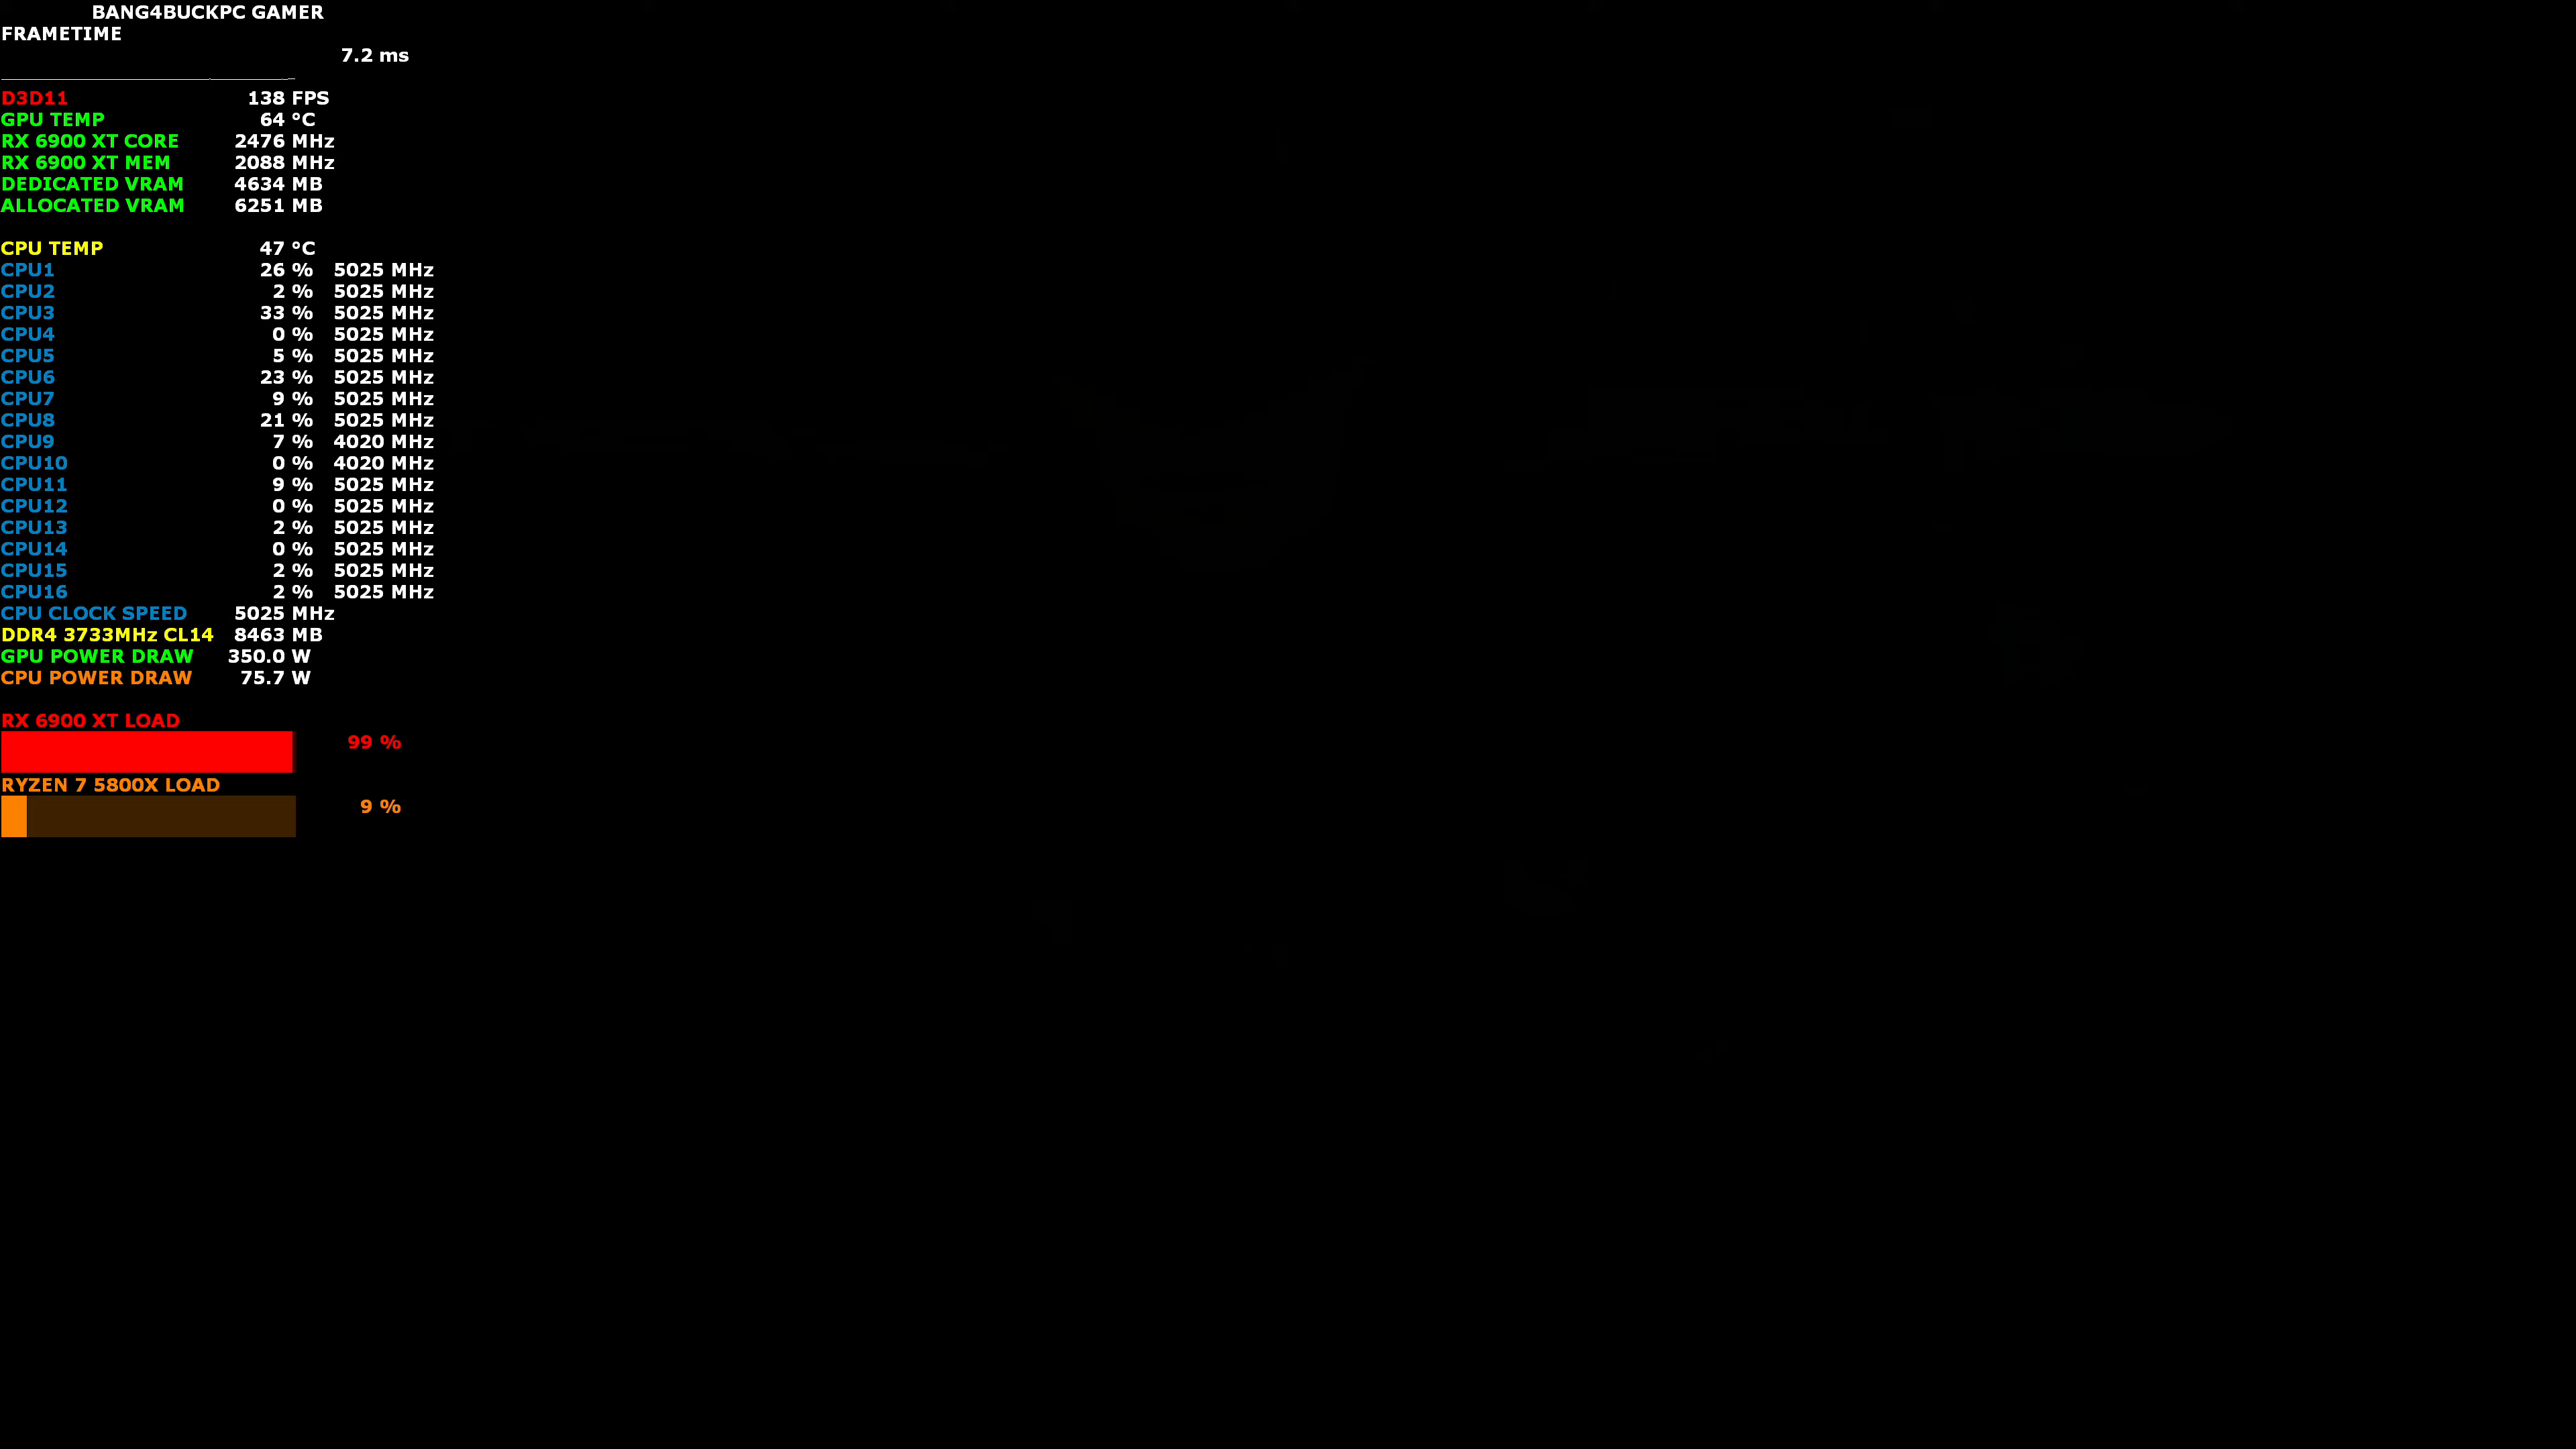 BANG4BUCKPC GAMER
FRAMETIME
7.2 ms
D3D11 138 FPS
GPU TEMP 64 °C
RX 6900 XT CORE 2476 MHz
RX 6900 XT MEM 2088 MHz
DEDICATED VRAM 4634 MB
ALLOCATED VRAM 6251 MB
CPU TEMP 47 °C
CPU1 26 % 5025 MHz
CPU2 2 % 5025 MHz
CPU3 33 % 5025 MHz
CPU4 0 % 5025 MHz
CPU5 5 % 5025 MHz
CPU6 23 % 5025 MHz
CPU7 9 % 5025 MHz
CPU8 21 % 5025 MHz
CPU9 7 % 4020 MHz
CPU10 0 % 4020 MHz
CPU11 9 % 5025 MHz
CPU12 0 % 5025 MHz
CPU13 2 % 5025 MHz
CPU14 0 % 5025 MHz
CPU15 2 % 5025 MHz
CPU16 2 % 5025 MHz
CPU CLOCK SPEED 5025 MHz
DDR4 3733MHz CL14 8463 MB
GPU POWER DRAW 350.0 W
CPU POWER DRAW 75.7 W
RX 6900 XT LOAD
99 %
RYZEN 7 5800X LOAD
9 %